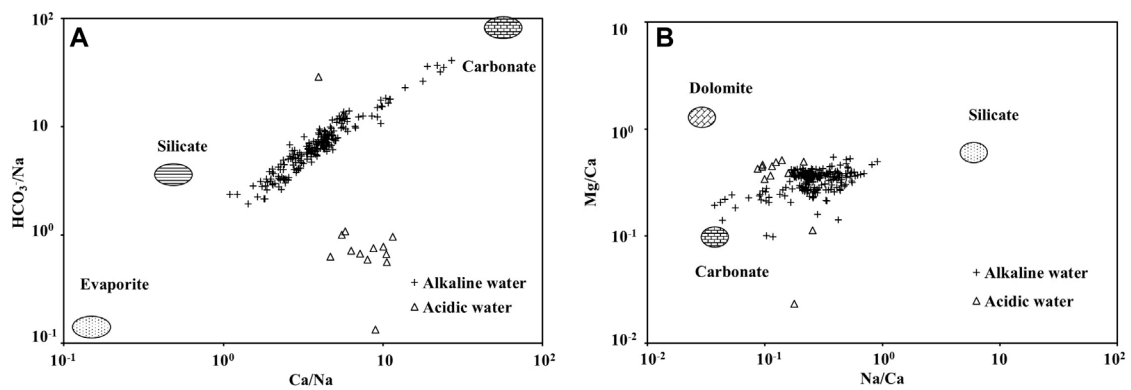 A
10²
10
10⁰
10⁻¹
HCO₃⁻/Na
Carbonate
Silicate
Evaporite
+ Alkaline water
△ Acidic water
10⁻¹
10⁰
10
10²
Ca/Na
B
10
10⁰
10⁻¹
10⁻²
Mg/Ca
Dolomite
Silicate
Carbonate
+ Alkaline water
△ Acidic water
10⁻²
10⁻¹
10⁰
10
10²
Na/Ca